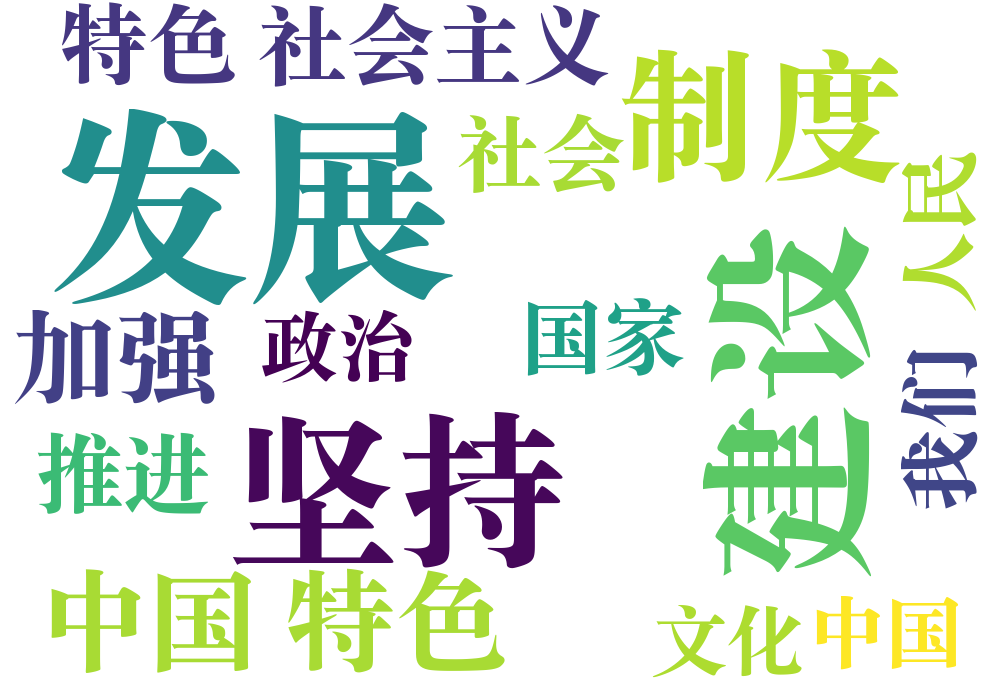 特色 社会主义
制度
发展
社会
人民
建设
国家
加强
政治
我们
坚持
推进
中国 特色
文化
中国